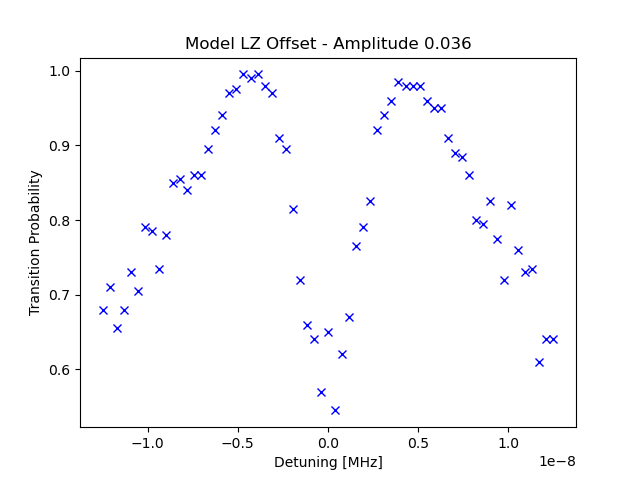 Model LZ Offset - Amplitude 0.036
Transition Probability
1.0
0.9
0.8
0.7
0.6
−1.0 −0.5 0.0 0.5 1.0
1e−8
Detuning [MHz]